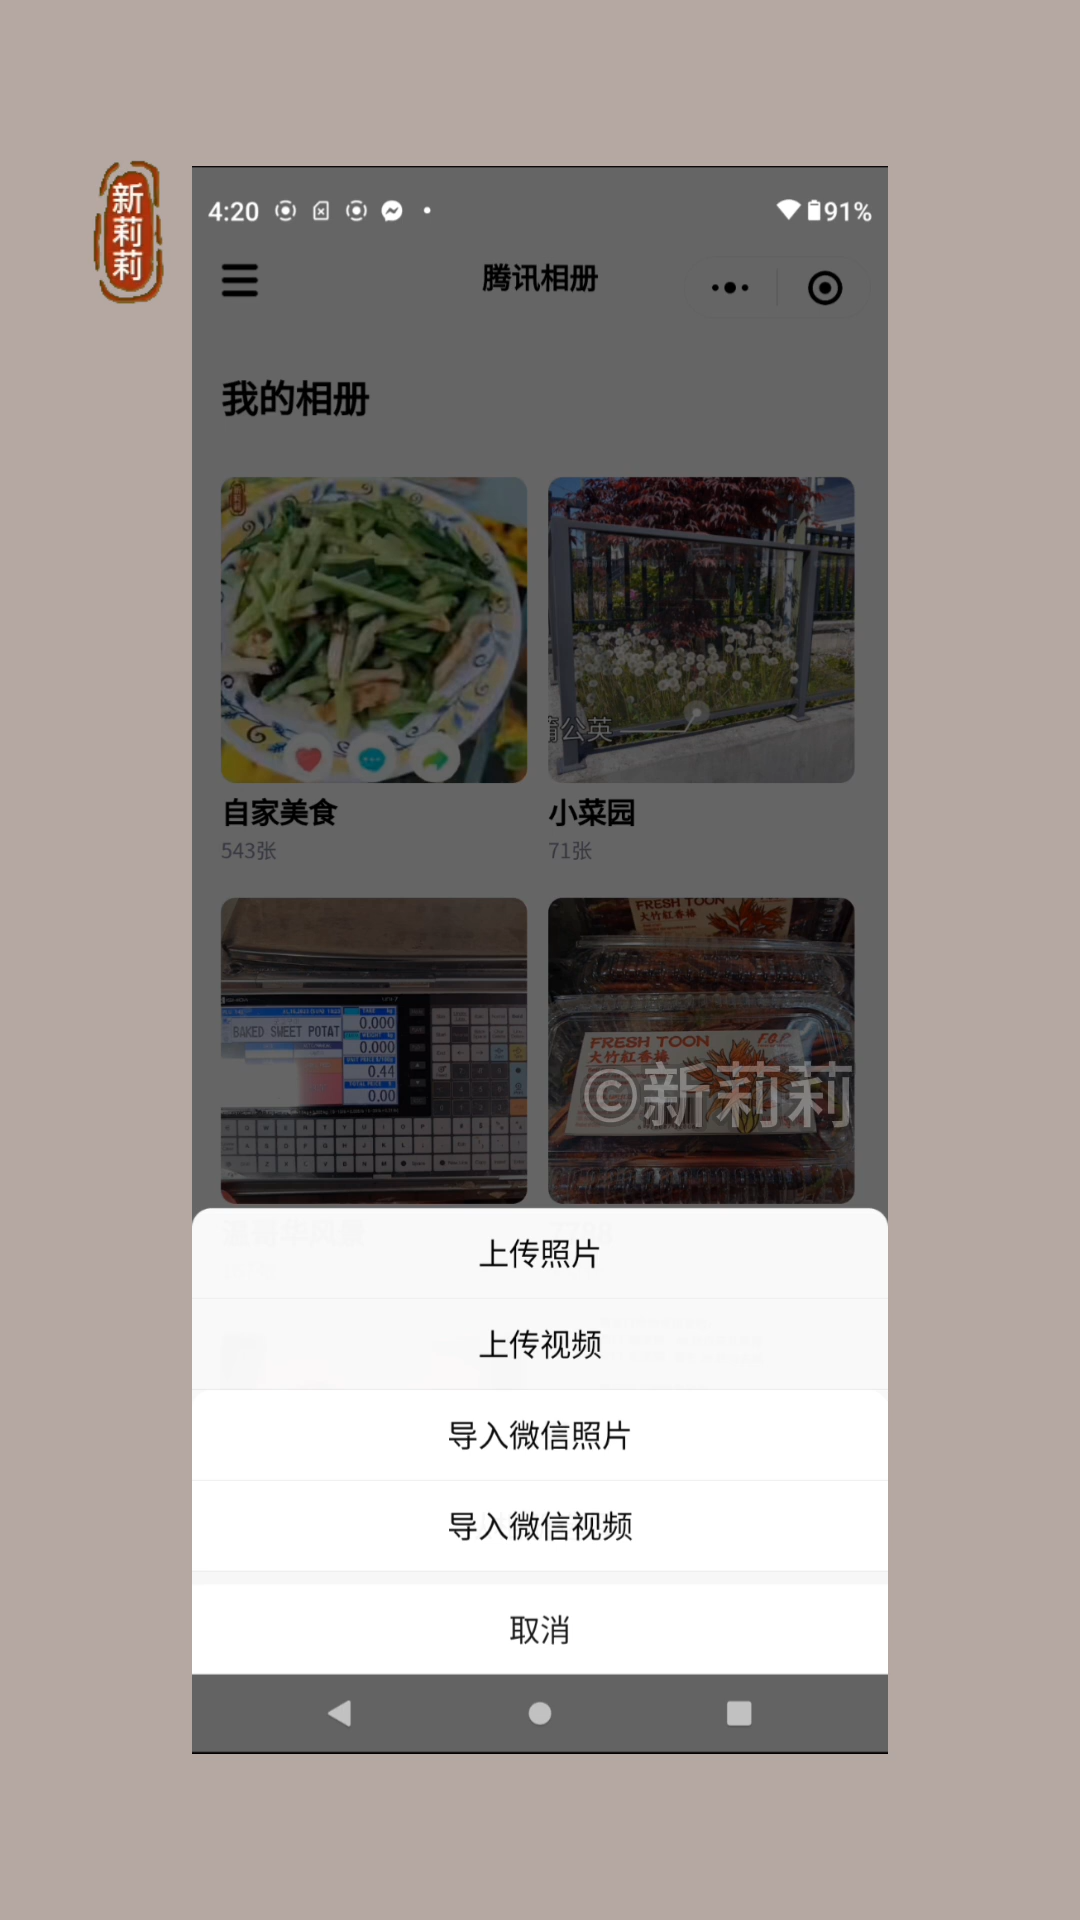 新莉莉
4:20
91%
腾讯相册
我的相册
蒲公英
自家美食
543张
小菜园
71张
BAKED SWEET POTAT
0.000
0.000
0.44
0.00
FRESH TOON
大竹紅香椿
FRESH TOON
F.G.P
大竹紅香椿
©新莉莉
上传照片
上传视频
导入微信照片
导入微信视频
取消